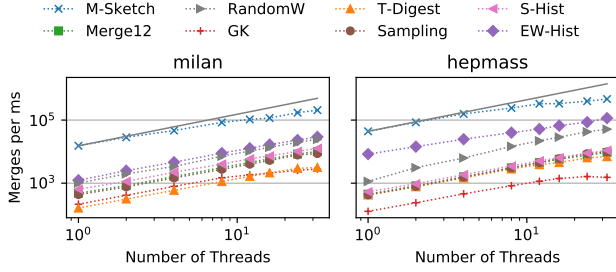 M-Sketch RandomW T-Digest S-Hist
Merge12 GK Sampling EW-Hist
milan hepmass
Merges per ms
10^5
10^3
10^0 10^1 10^0 10^1
Number of Threads Number of Threads